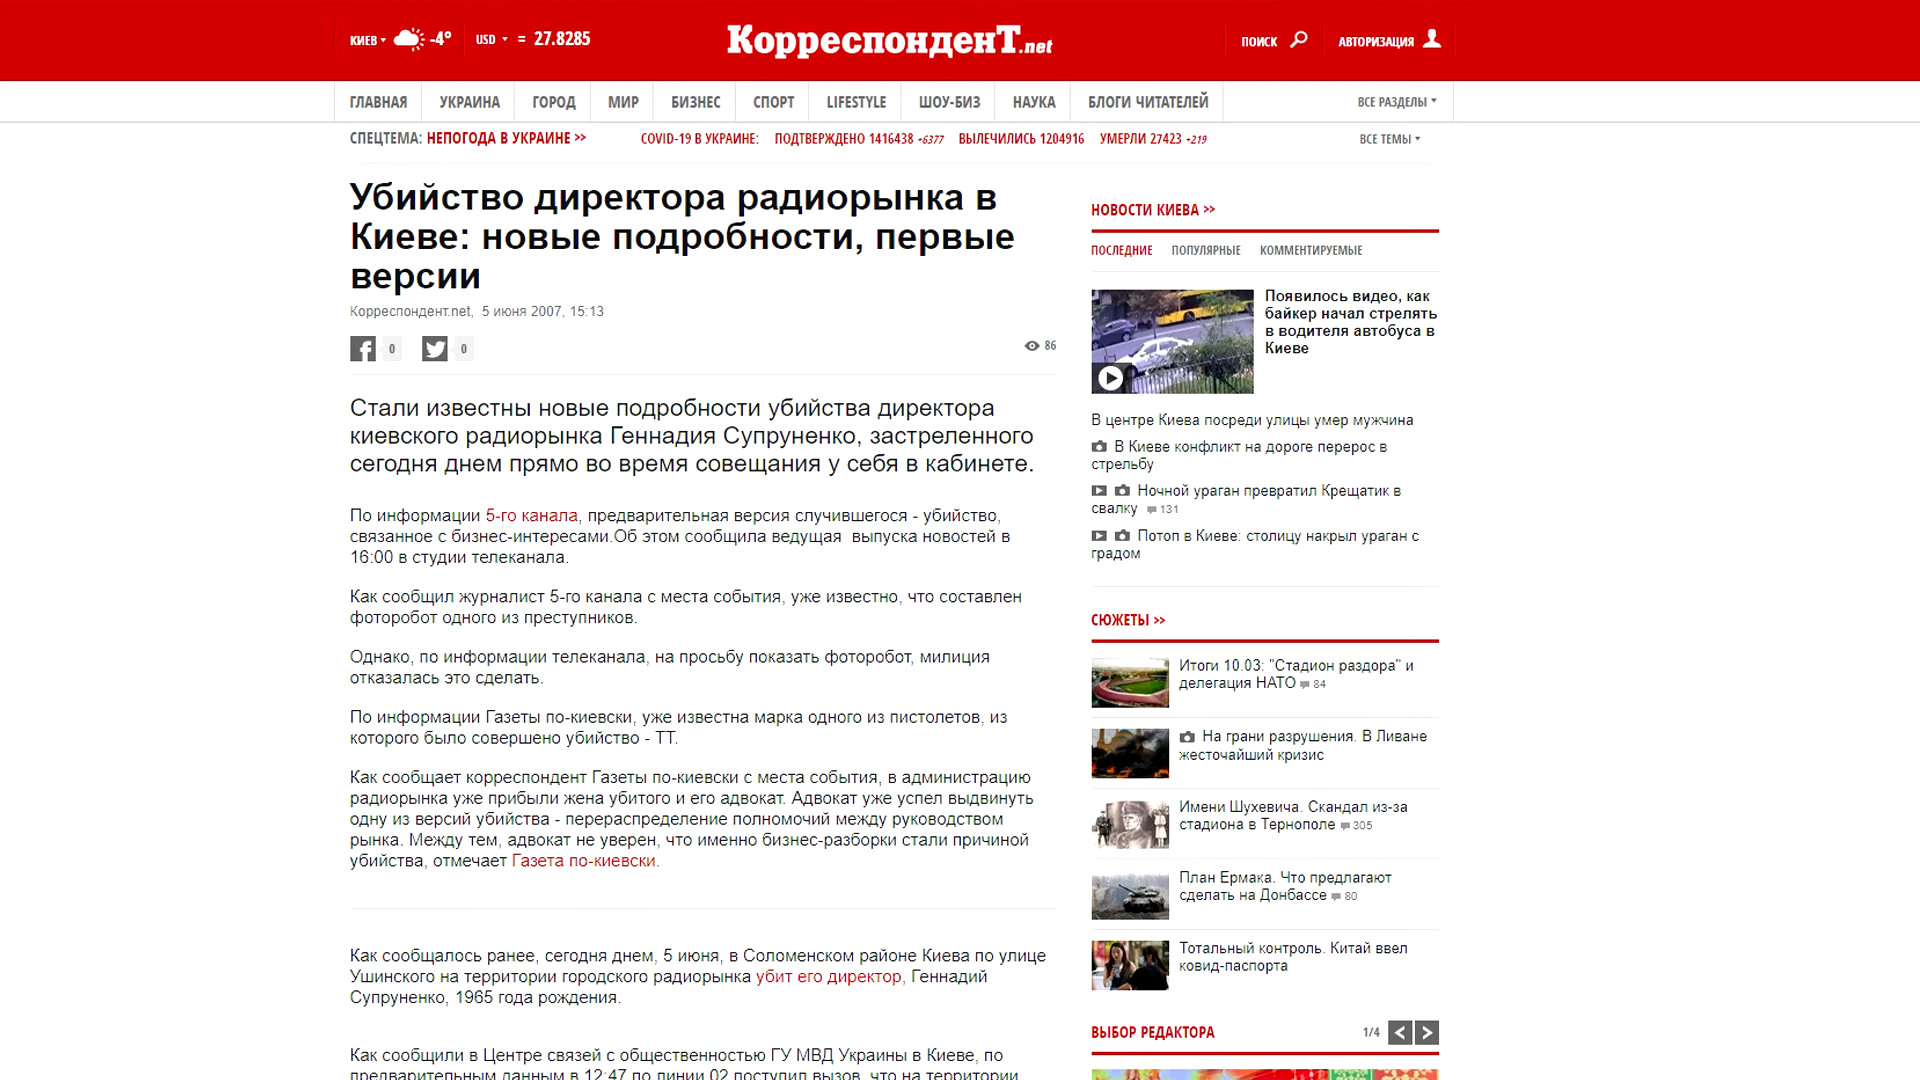 КИЕВ -4° USD = 27.8285 КорреспонденТ.net ПОИСК АВТОРИЗАЦИЯ
ГЛАВНАЯ УКРАИНА ГОРОД МИР БИЗНЕС СПОРТ LIFESTYLE ШОУ-БИЗ НАУКА БЛОГИ ЧИТАТЕЛЕЙ ВСЕ РАЗДЕЛЫ
СПЕЦТЕМА: НЕПОГОДА В УКРАИНЕ >> COVID-19 В УКРАИНЕ: ПОДТВЕРЖДЕНО 1416438 +6377 ВЫЛЕЧИЛИСЬ 1204916 УМЕРЛИ 27423 +219 ВСЕ ТЕМЫ
Убийство директора радиорынка в
Киеве: новые подробности, первые
версии
Корреспондент.net, 5 июня 2007, 15:13
0 0 86
Стали известны новые подробности убийства директора
киевского радиорынка Геннадия Супруненко, застреленного
сегодня днем прямо во время совещания у себя в кабинете.
По информации 5-го канала, предварительная версия случившегося - убийство,
связанное с бизнес-интересами.Об этом сообщила ведущая выпуска новостей в
16:00 в студии телеканала.
Как сообщил журналист 5-го канала с места события, уже известно, что составлен
фоторобот одного из преступников.
Однако, по информации телеканала, на просьбу показать фоторобот, милиция
отказалась это сделать.
По информации Газеты по-киевски, уже известна марка одного из пистолетов, из
которого было совершено убийство - ТТ.
Как сообщает корреспондент Газеты по-киевски с места события, в администрацию
радиорынка уже прибыли жена убитого и его адвокат. Адвокат уже успел выдвинуть
одну из версий убийства - перераспределение полномочий между руководством
рынка. Между тем, адвокат не уверен, что именно бизнес-разборки стали причиной
убийства, отмечает Газета по-киевски.
Как сообщалось ранее, сегодня днем, 5 июня, в Соломенском районе Киева по улице
Ушинского на территории городского радиорынка убит его директор, Геннадий
Супруненко, 1965 года рождения.
Как сообщили в Центре связей с общественностью ГУ МВД Украины в Киеве, по
предварительным данным в 12:47 по линии 02 поступил вызов, что на территории
НОВОСТИ КИЕВА >>
ПОСЛЕДНИЕ ПОПУЛЯРНЫЕ КОММЕНТИРУЕМЫЕ
Появилось видео, как
байкер начал стрелять
в водителя автобуса в
Киеве
В центре Киева посреди улицы умер мужчина
В Киеве конфликт на дороге перерос в
стрельбу
Ночной ураган превратил Крещатик в
свалку 131
Потоп в Киеве: столицу накрыл ураган с
градом
СЮЖЕТЫ >>
Итоги 10.03: "Стадион раздора" и
делегация НАТО 84
На грани разрушения. В Ливане
жесточайший кризис
Имени Шухевича. Скандал из-за
стадиона в Тернополе 305
План Ермака. Что предлагают
сделать на Донбассе 80
Тотальный контроль. Китай ввел
ковид-паспорта
ВЫБОР РЕДАКТОРА 1/4